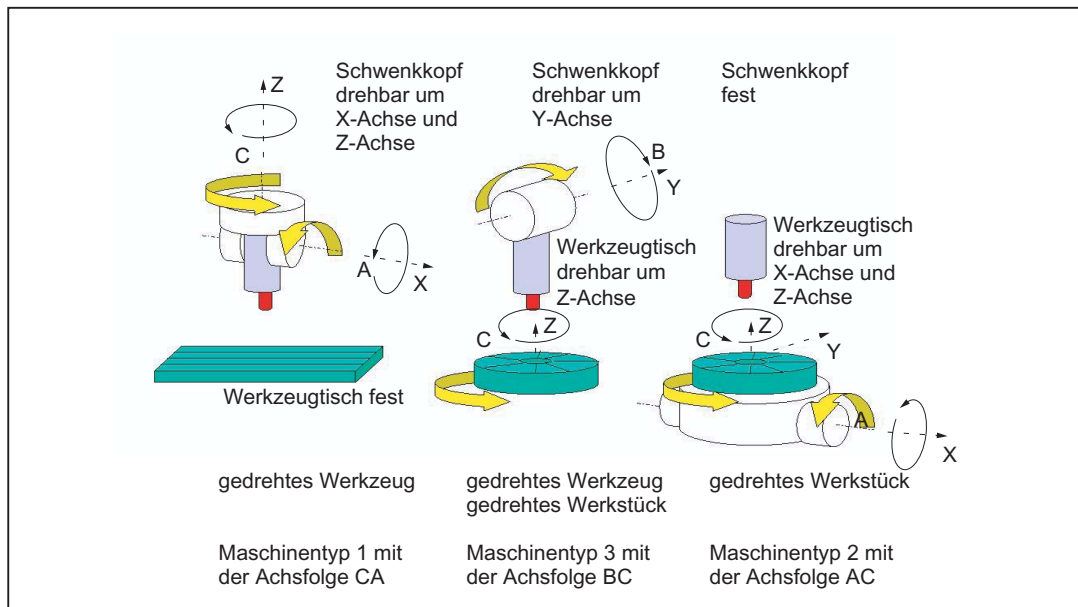 Schwenkkopf
drehbar um
X-Achse und
Z-Achse
Z
C
A
X
Werkzeugtisch fest
gedrehtes Werkzeug
Maschinentyp 1 mit
der Achsfolge CA
Schwenkkopf
drehbar um
Y-Achse
B
Y
Werkzeugtisch
drehbar um
Z-Achse
C
Z
gedrehtes Werkzeug
gedrehtes Werkstück
Maschinentyp 3 mit
der Achsfolge BC
Schwenkkopf
fest
Werkzeugtisch
drehbar um
X-Achse und
Z-Achse
C
Z
Y
A
X
gedrehtes Werkstück
Maschinentyp 2 mit
der Achsfolge AC